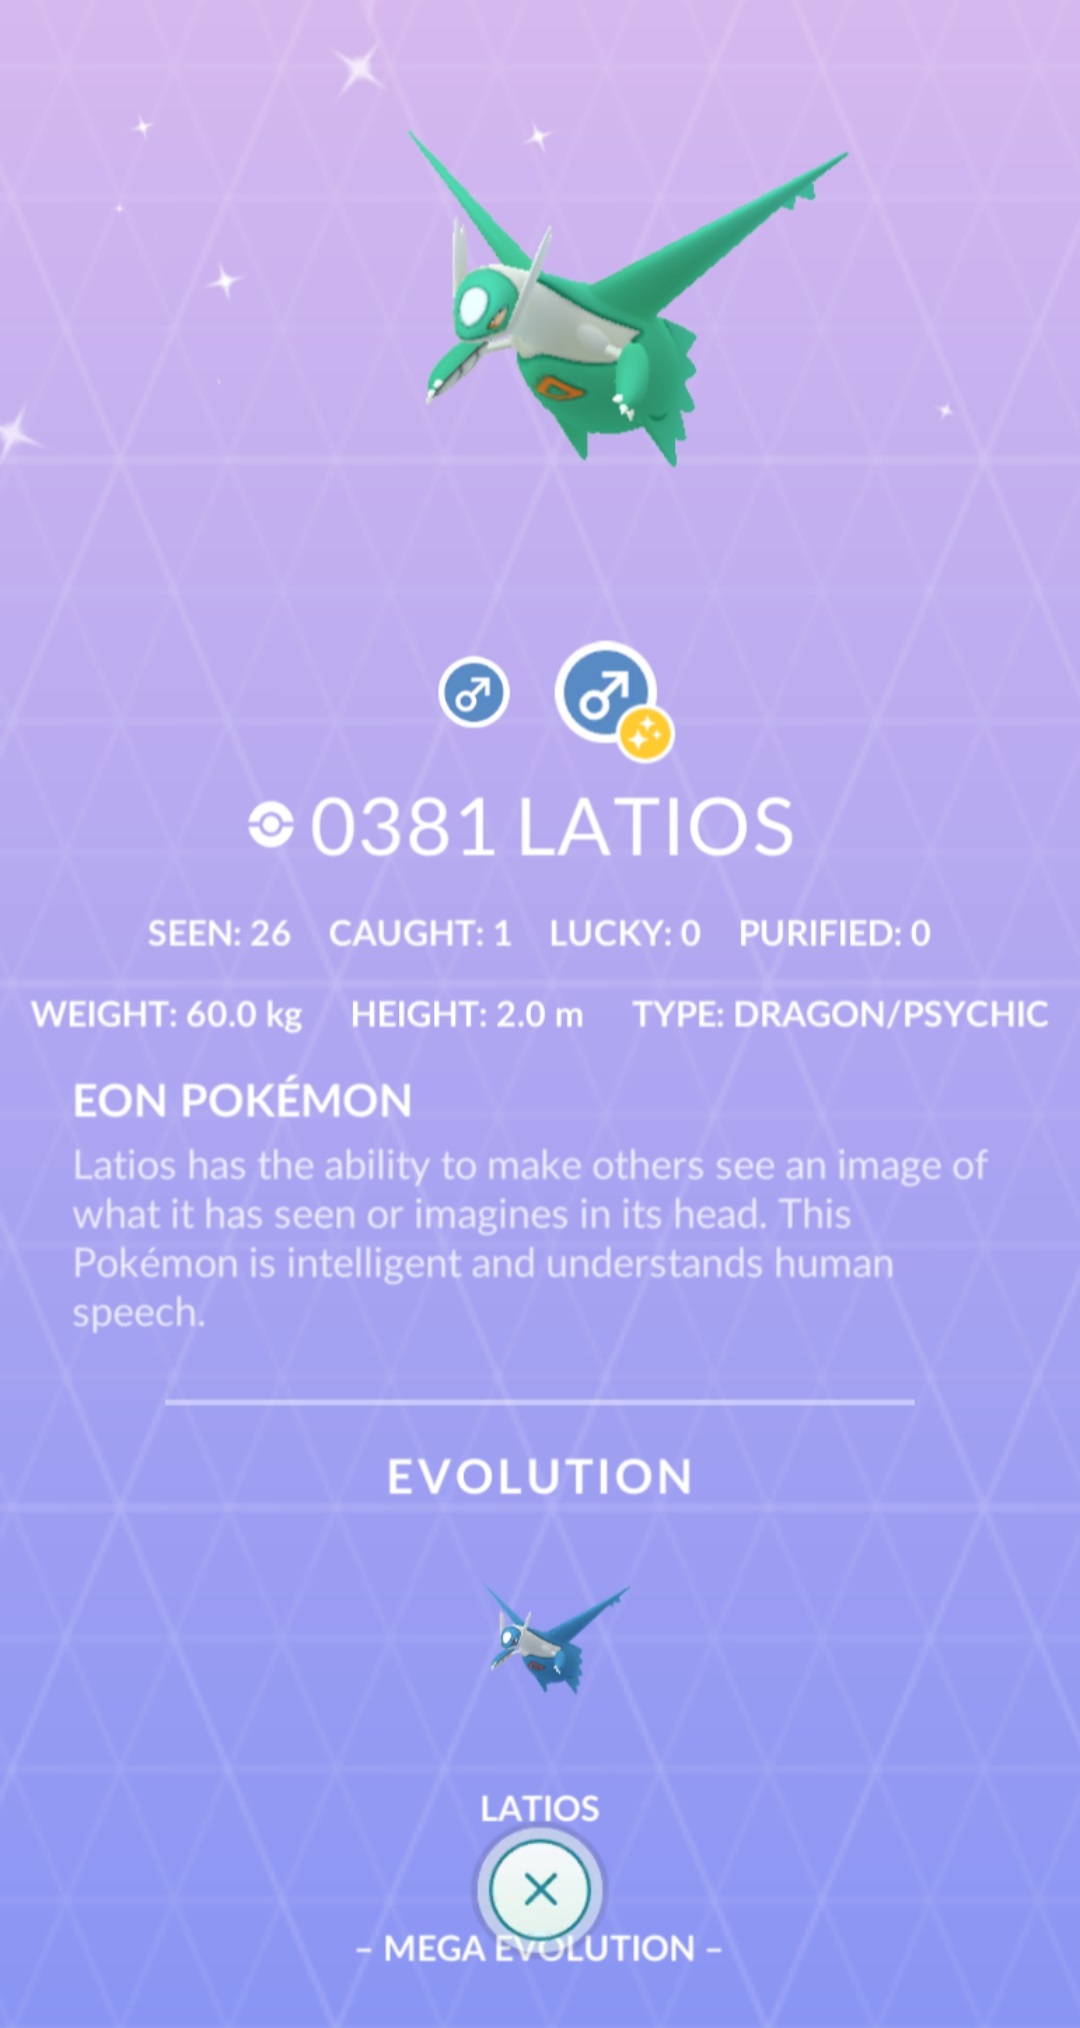 0381 LATIOS
SEEN: 26 CAUGHT: 1 LUCKY: 0 PURIFIED: 0
WEIGHT: 60.0 kg HEIGHT: 2.0 m TYPE: DRAGON/PSYCHIC
EON POKÉMON
Latios has the ability to make others see an image of
what it has seen or imagines in its head. This
Pokémon is intelligent and understands human
speech.
EVOLUTION
LATIOS
– MEGA EVOLUTION –